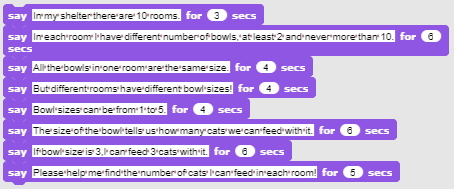 say In my shelter there are 10 rooms. for 3 secs
say In each room I have different number of bowls, at least 2 and never more than 10. for 6
secs
say All the bowls in one room are the same size. for 4 secs
say But different rooms have different bowl sizes! for 4 secs
say Bowl sizes can be from 1 to 5. for 4 secs
say The size of the bowl tells us how many cats we can feed with it. for 6 secs
say If bowl size is 3, I can feed 3 cats with it. for 6 secs
say Please help me find the number of cats I can feed in each room! for 5 secs